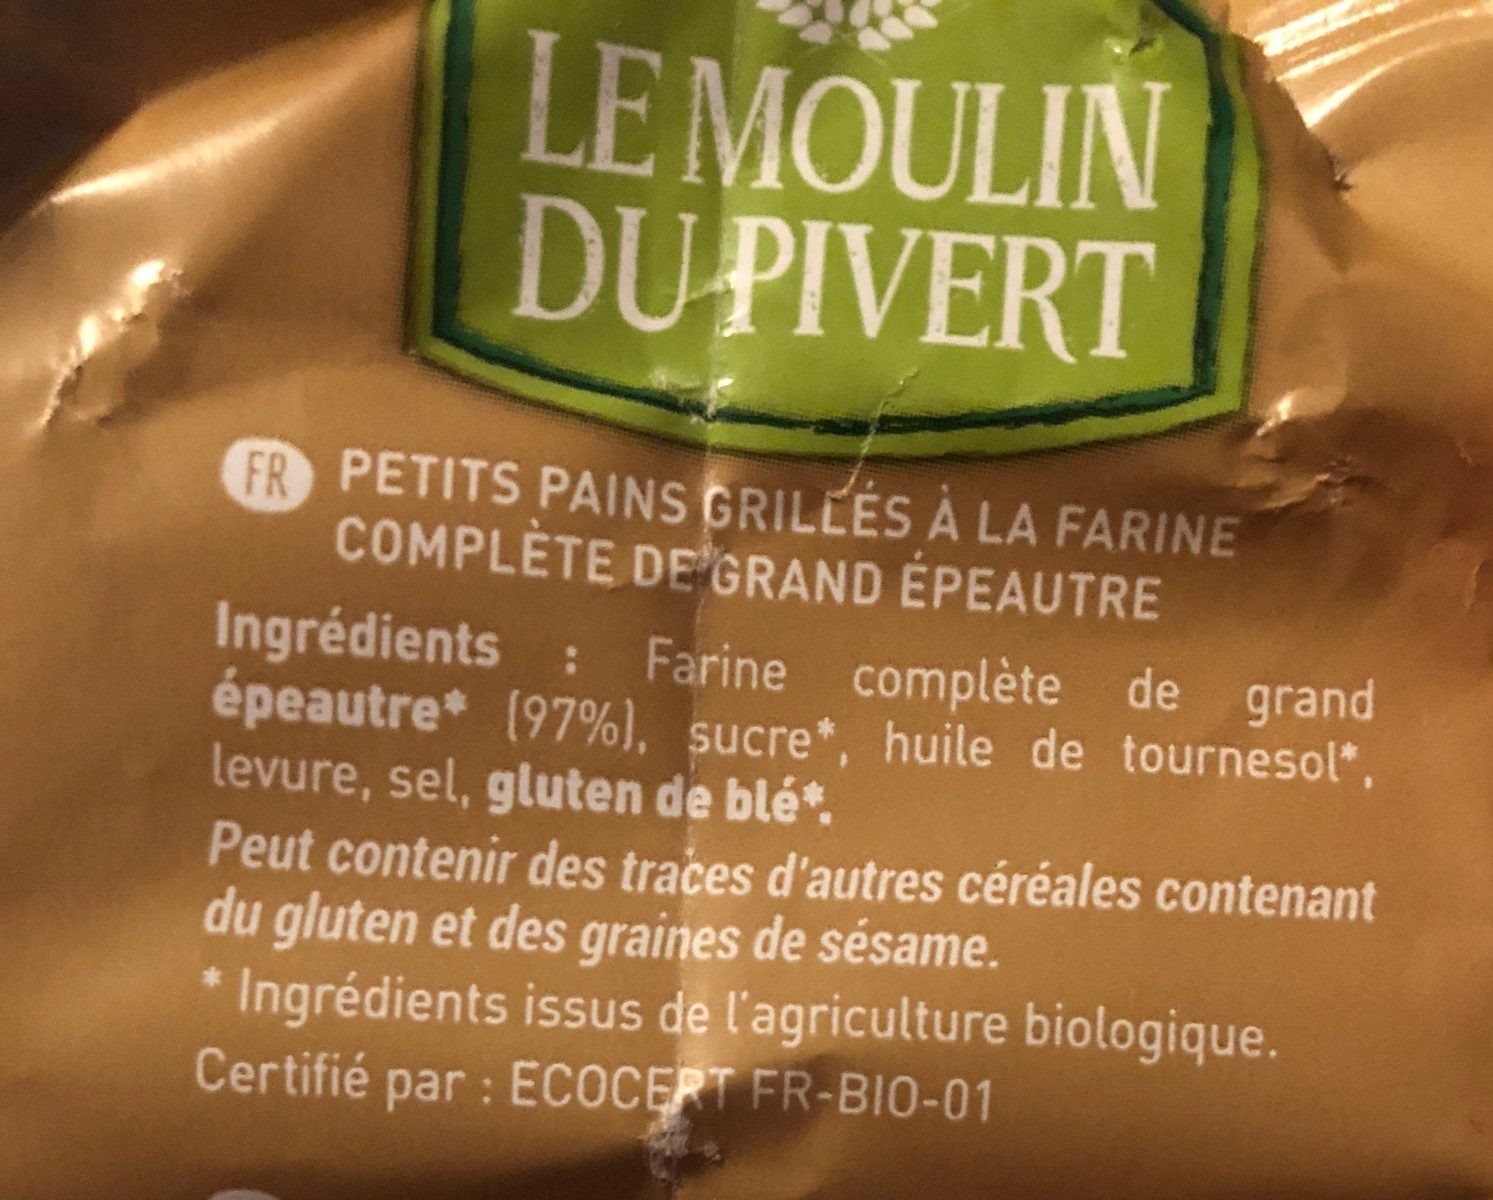 LE MOULIN
DU PIVERT
FR PETITS PAINS GRILLÉS À LA FARINE
COMPLÈTE DE GRAND ÉPEAUTRE
Ingrédients : Farine complète de grand
épeautre* (97%), sucre*, huile de tournesol*,
levure, sel, gluten de blé*.
Peut contenir des traces d'autres céréales contenant
du gluten et des graines de sésame.
* Ingrédients issus de l'agriculture biologique.
Certifié par : ECOCERT FR-BIO-01